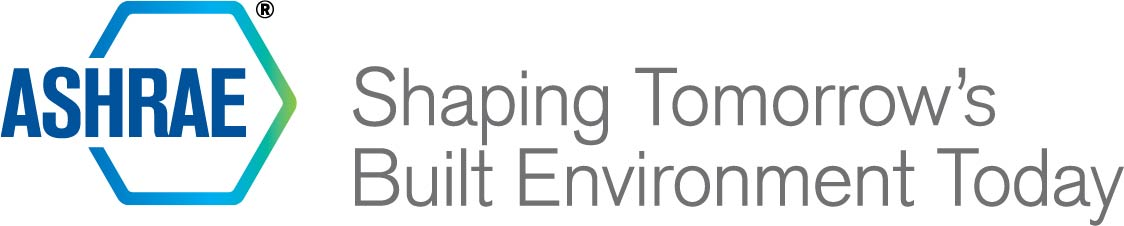 ASHRAE®
Shaping Tomorrow’s
Built Environment Today